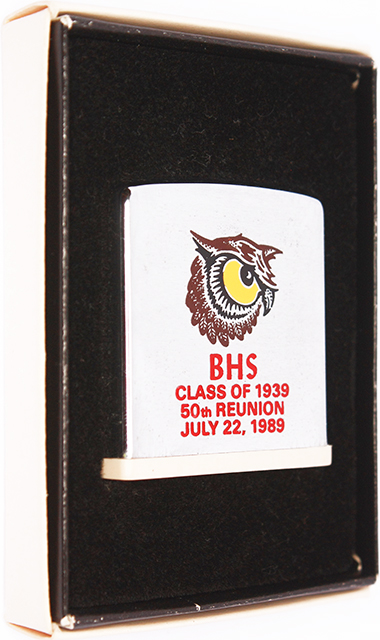 BHS
CLASS OF 1939
50th REUNION
JULY 22, 1989